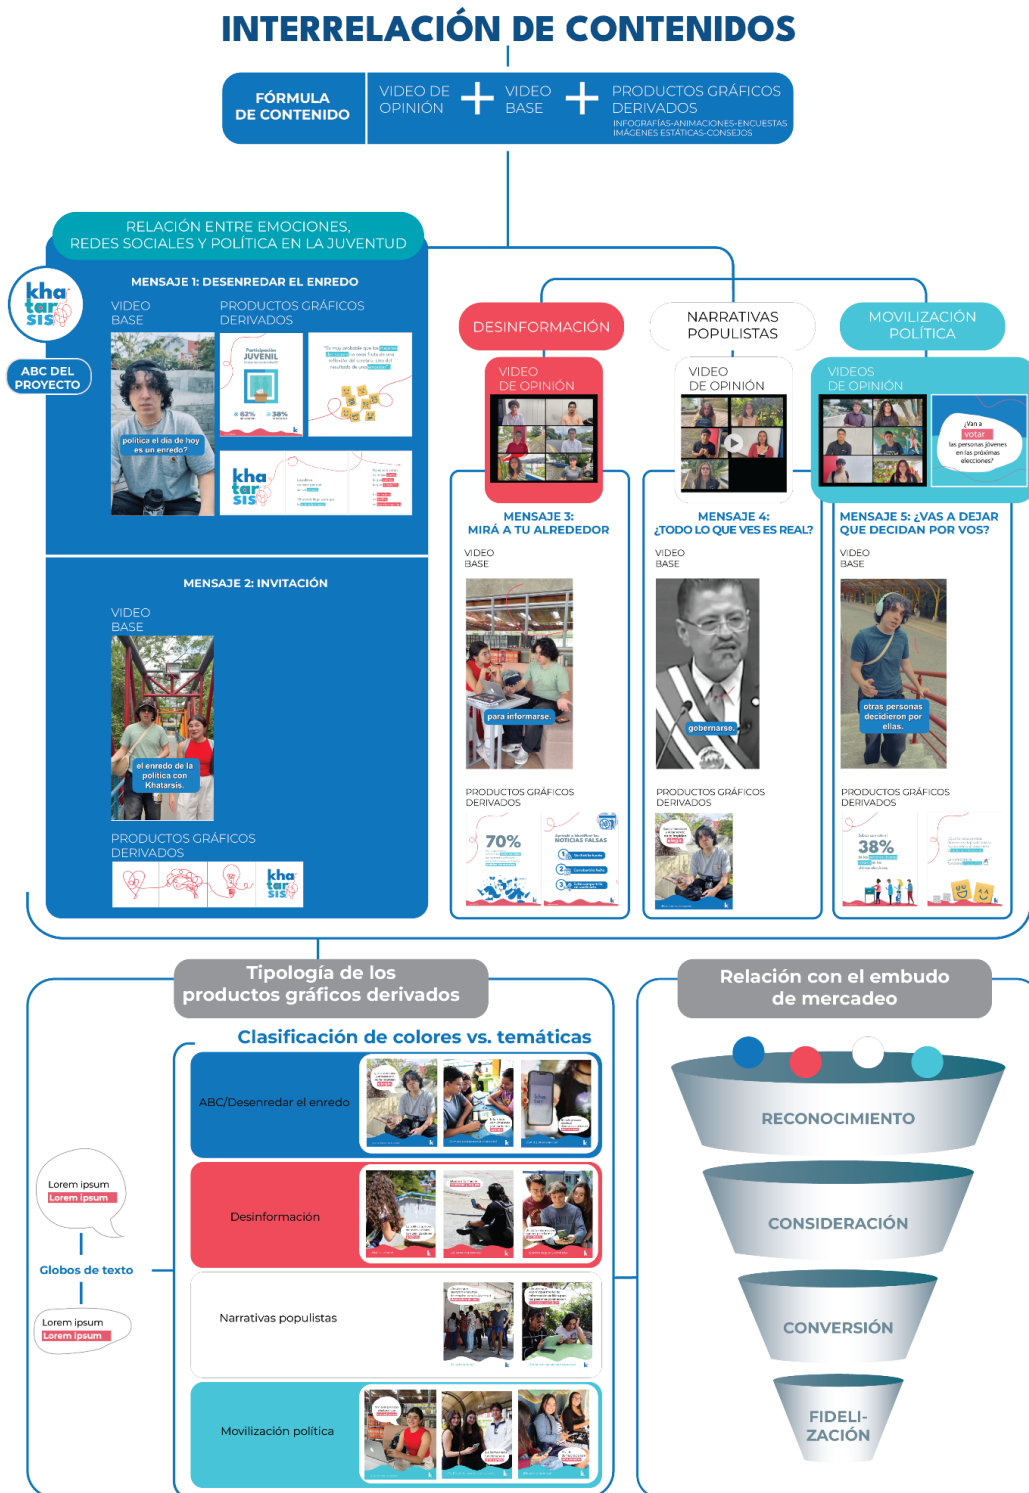 INTERRELACIÓN DE CONTENIDOS
FÓRMULA
DE CONTENIDO
VIDEO DE
OPINIÓN
+
VIDEO
BASE
+
PRODUCTOS GRÁFICOS
DERIVADOS
INFOGRAFÍAS-ANIMACIONES-ENCUESTAS
IMÁGENES ESTÁTICAS-CONSEJOS
RELACIÓN ENTRE EMOCIONES,
REDES SOCIALES Y POLÍTICA EN LA JUVENTUD
kha
tar
sis
ABC DEL
PROYECTO
MENSAJE 1: DESENREDAR EL ENREDO
VIDEO
BASE
política el día de hoy
es un enredo?
PRODUCTOS GRÁFICOS
DERIVADOS
Participación
JUVENIL
62%
38%
kha
tar
sis
MENSAJE 2: INVITACIÓN
VIDEO
BASE
el enredo de la
política con
Khatarsis.
PRODUCTOS GRÁFICOS
DERIVADOS
kha
tar
sis
DESINFORMACIÓN
VIDEO
DE OPINIÓN
MENSAJE 3:
MIRÁ A TU ALREDEDOR
VIDEO
BASE
para informarse.
PRODUCTOS GRÁFICOS
DERIVADOS
70%
NOTICIAS FALSAS
1
2
3
NARRATIVAS
POPULISTAS
VIDEO
DE OPINIÓN
MENSAJE 4:
¿TODO LO QUE VES ES REAL?
VIDEO
BASE
gobernarse.
PRODUCTOS GRÁFICOS
DERIVADOS
MOVILIZACIÓN
POLÍTICA
VIDEOS
DE OPINIÓN
¿Van a
votar
las personas jóvenes
en las próximas
elecciones?
MENSAJE 5: ¿VAS A DEJAR
QUE DECIDAN POR VOS?
VIDEO
BASE
otras personas
decidieron por
ellas.
PRODUCTOS GRÁFICOS
DERIVADOS
38%
Tipología de los
productos gráficos derivados
Clasificación de colores vs. temáticas
ABC/Desenredar el enredo
Desinformación
Narrativas populistas
Movilización política
Lorem ipsum
Lorem ipsum
Globos de texto
Lorem ipsum
Lorem ipsum
Relación con el embudo
de mercadeo
RECONOCIMIENTO
CONSIDERACIÓN
CONVERSIÓN
FIDELI-
ZACIÓN